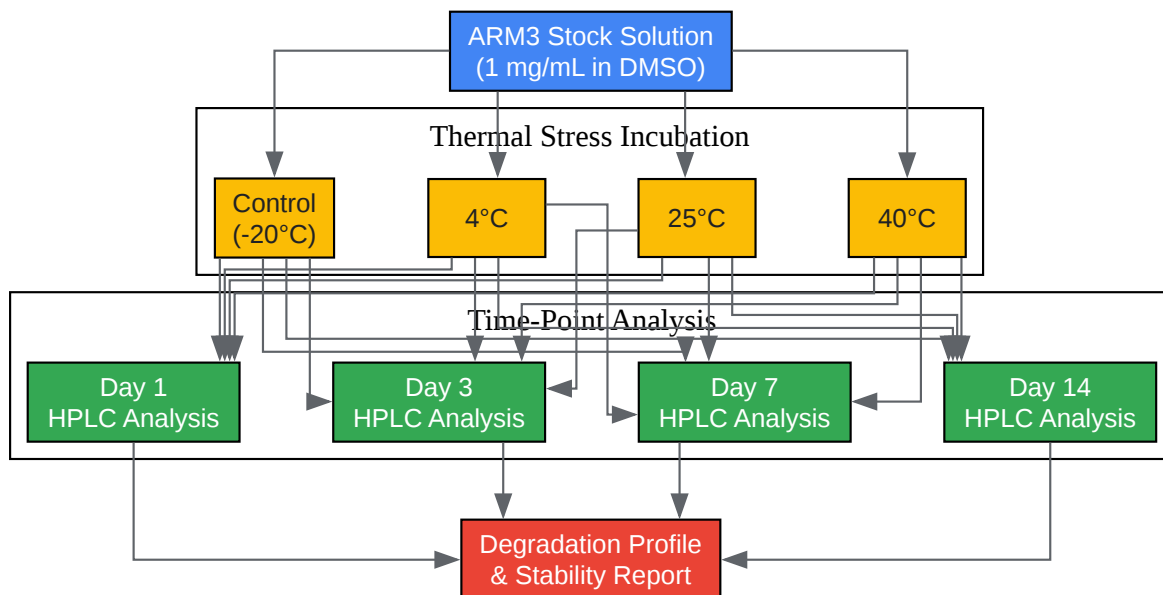 ARM3 Stock Solution
(1 mg/mL in DMSO)
Thermal Stress Incubation
Control
(-20°C)
4°C
25°C
40°C
Time-Point Analysis
Day 1
HPLC Analysis
Day 3
HPLC Analysis
Day 7
HPLC Analysis
Day 14
HPLC Analysis
Degradation Profile
& Stability Report